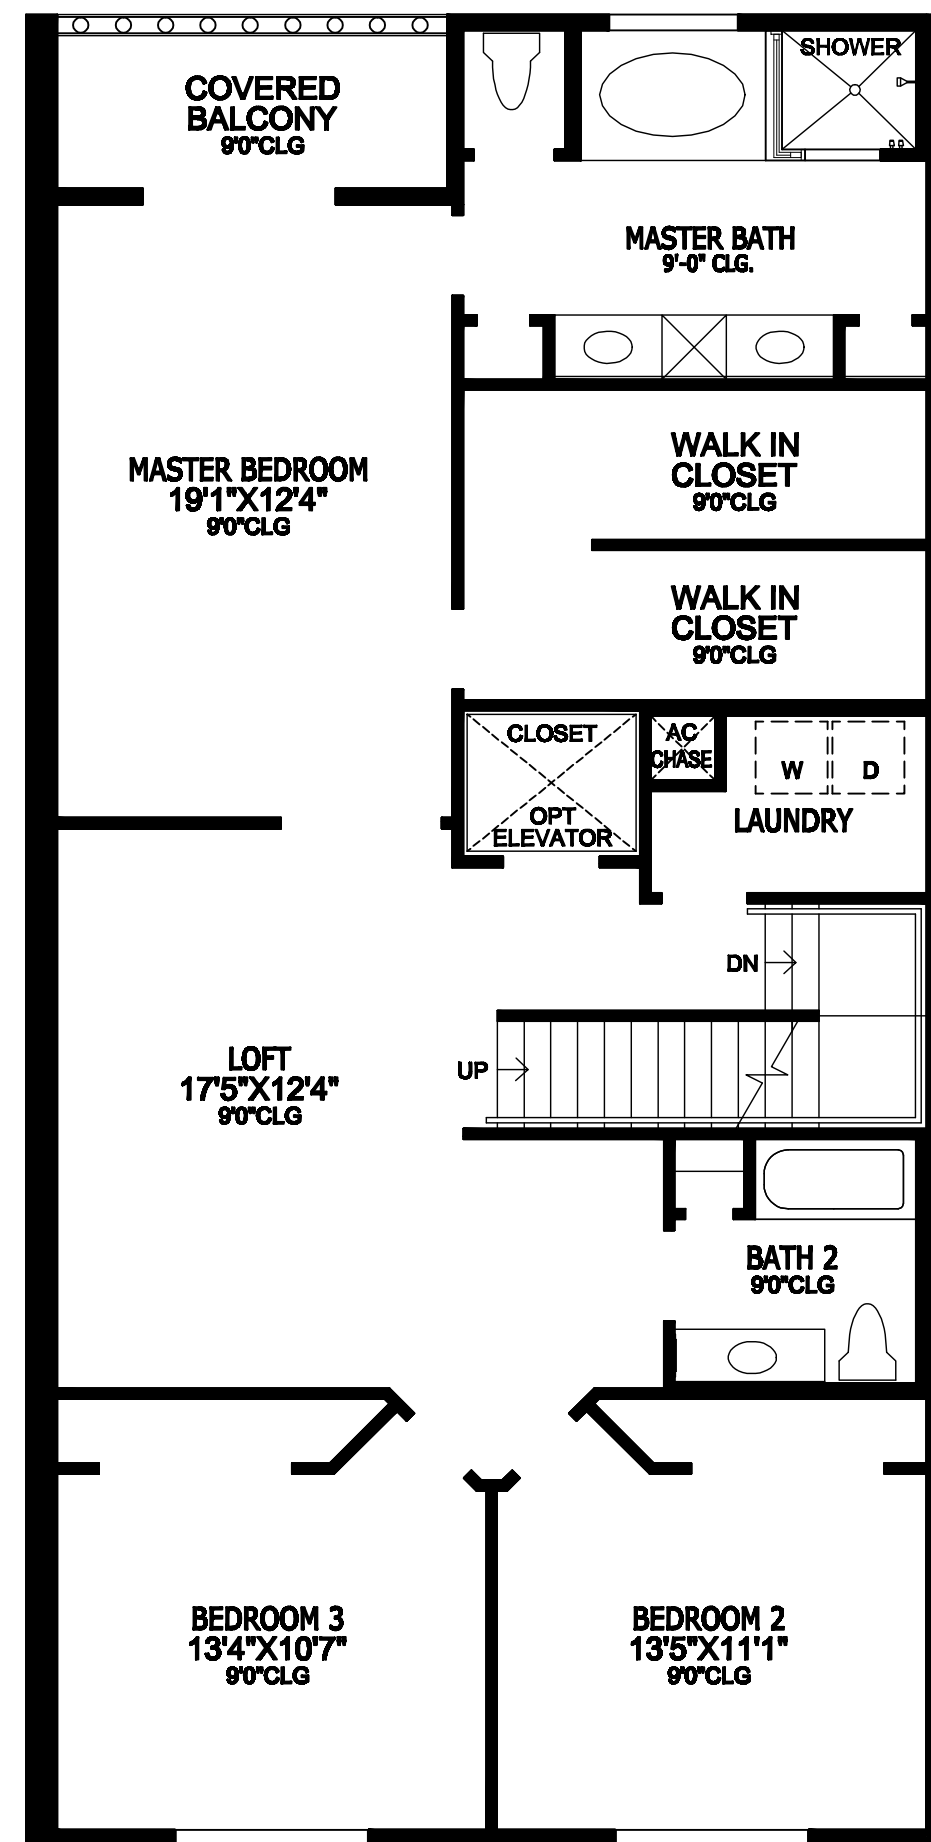 SHOWER
COVERED
BALCONY
9'0"CLG
MASTER BATH
9'-0" CLG.
WALK IN
CLOSET
9'0"CLG
MASTER BEDROOM
19'1"X12'4"
9'0"CLG
WALK IN
CLOSET
9'0"CLG
CLOSET
OPT
ELEVATOR
AC
CHASE
W
D
LAUNDRY
DN
UP
LOFT
17'5"X12'4"
9'0"CLG
BATH 2
9'0"CLG
BEDROOM 3
13'4"X10'7"
9'0"CLG
BEDROOM 2
13'5"X11'1"
9'0"CLG